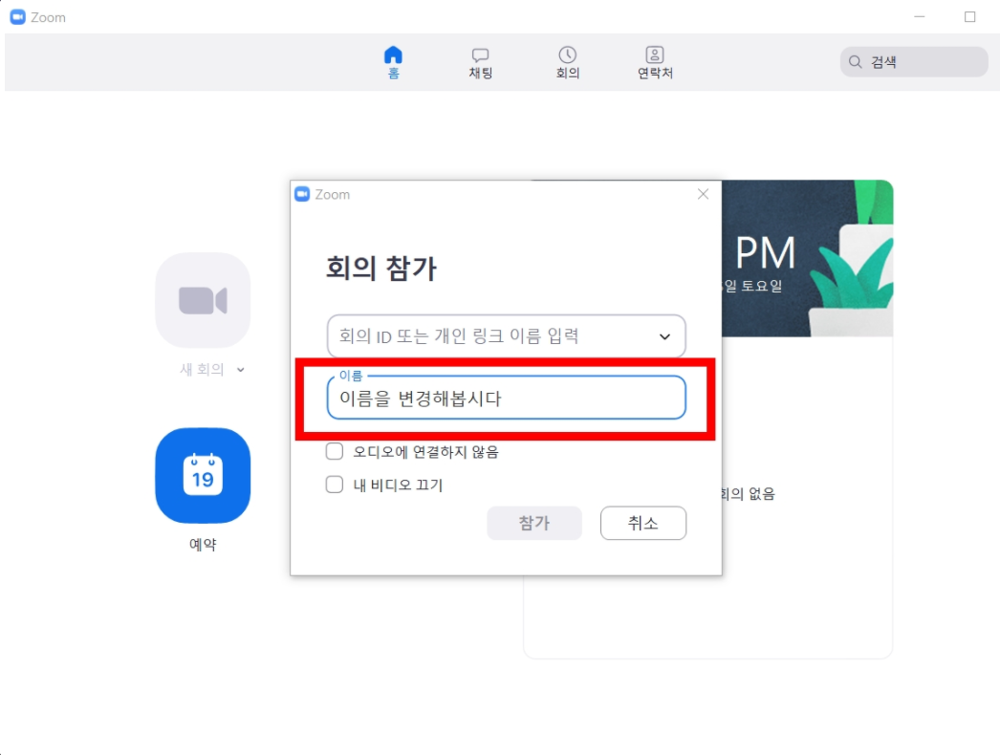 Zoom
홈
채팅
회의
연락처
검색
Zoom
회의 참가
회의 ID 또는 개인 링크 이름 입력
이름
이름을 변경해봅시다
오디오에 연결하지 않음
내 비디오 끄기
참가
취소
새 회의
19
예약
PM
일 토요일
회의 없음